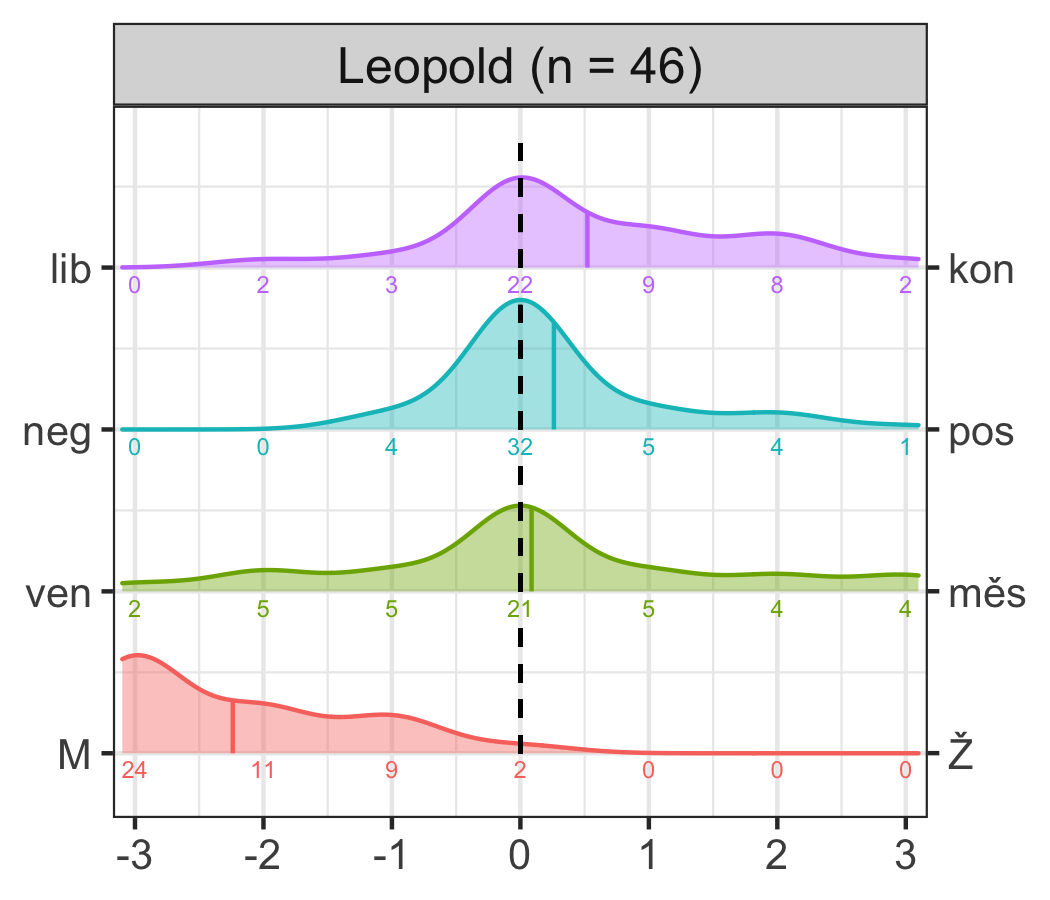 Leopold (n = 46)
lib kon
0 2 3 22 9 8 2
neg pos
0 0 4 32 5 4 1
ven měs
2 5 5 21 5 4 4
M Ž
24 11 9 2 0 0 0
-3 -2 -1 0 1 2 3